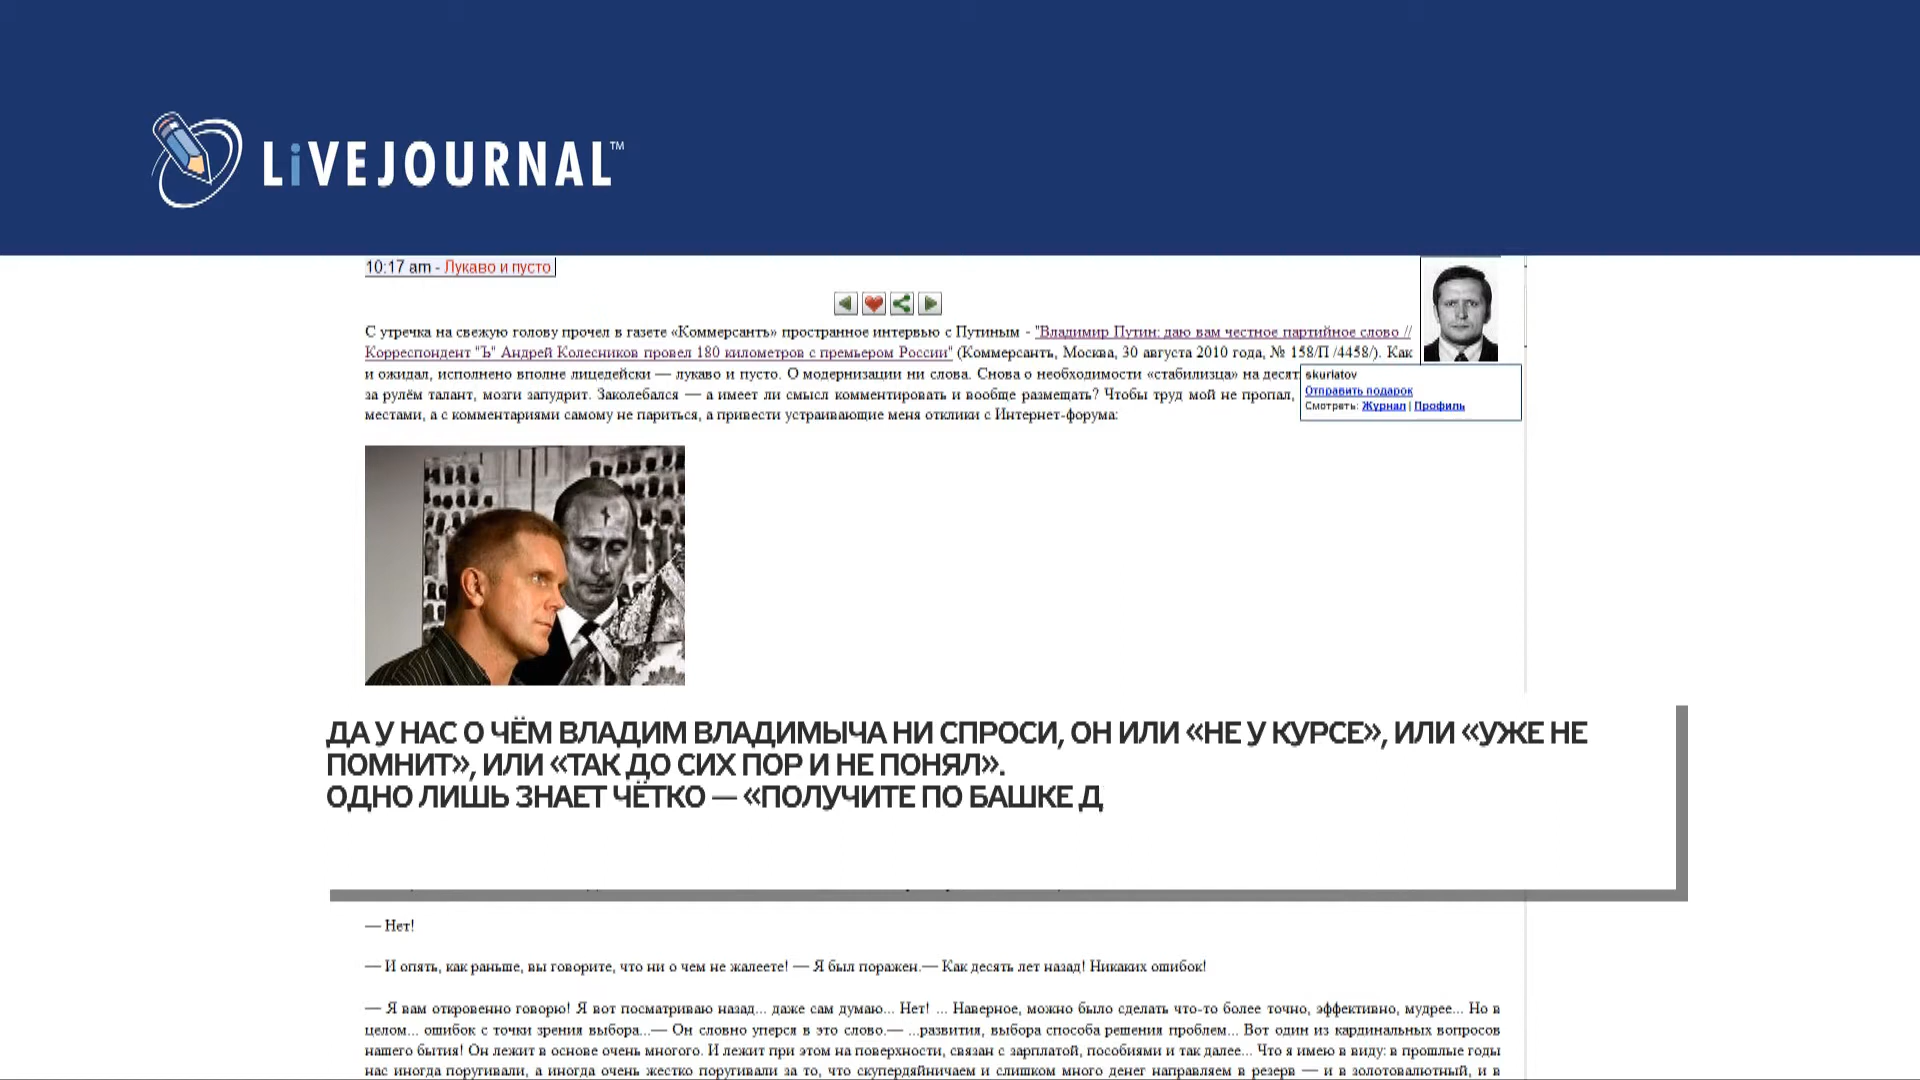 LiVEJOURNAL™
10:17 am - Лукаво и пусто
С утречка на свежую голову прочел в газете «Коммерсантъ» пространное интервью с Путиным - "Владимир Путин: даю вам честное партийное слово //
Корреспондент "Ъ" Андрей Колесников провел 180 километров с премьером России" (Коммерсантъ, Москва, 30 августа 2010 года, № 158/П /4458/). Как
и ожидал, исполнено вполне лицедейски — лукаво и пусто. О модернизации ни слова. Снова о необходимости «стабилизца» на десят
за рулём талант, мозги запудрит. Заколебался — а имеет ли смысл комментировать и вообще размещать? Чтобы труд мой не пропал,
местами, а с комментариями самому не париться, а привести устраивающие меня отклики с Интернет-форума:
skurlatov
Отправить подарок
Смотреть: Журнал | Профиль
ДА У НАС О ЧЁМ ВЛАДИМ ВЛАДИМЫЧА НИ СПРОСИ, ОН ИЛИ «НЕ У КУРСЕ», ИЛИ «УЖЕ НЕ
ПОМНИТ», ИЛИ «ТАК ДО СИХ ПОР И НЕ ПОНЯЛ».
ОДНО ЛИШЬ ЗНАЕТ ЧЁТКО — «ПОЛУЧИТЕ ПО БАШКЕ Д
— Нет!
— И опять, как раньше, вы говорите, что ни о чем не жалеете! — Я был поражен.— Как десять лет назад! Никаких ошибок!
— Я вам откровенно говорю! Я вот посматриваю назад... даже сам думаю... Нет! ... Наверное, можно было сделать что-то более точно, эффективно, мудрее... Но в
целом... ошибок с точки зрения выбора...— Он словно уперся в это слово.— ...развития, выбора способа решения проблем... Вот один из кардинальных вопросов
нашего бытия! Он лежит в основе очень многого. И лежит при этом на поверхности, связан с зарплатой, пособиями и так далее... Что я имею в виду: в прошлые годы
нас иногда поругивали, а иногда очень жестко поругивали за то, что скупердяйничаем и слишком много денег направляем в резерв — и в золотовалютный, и в